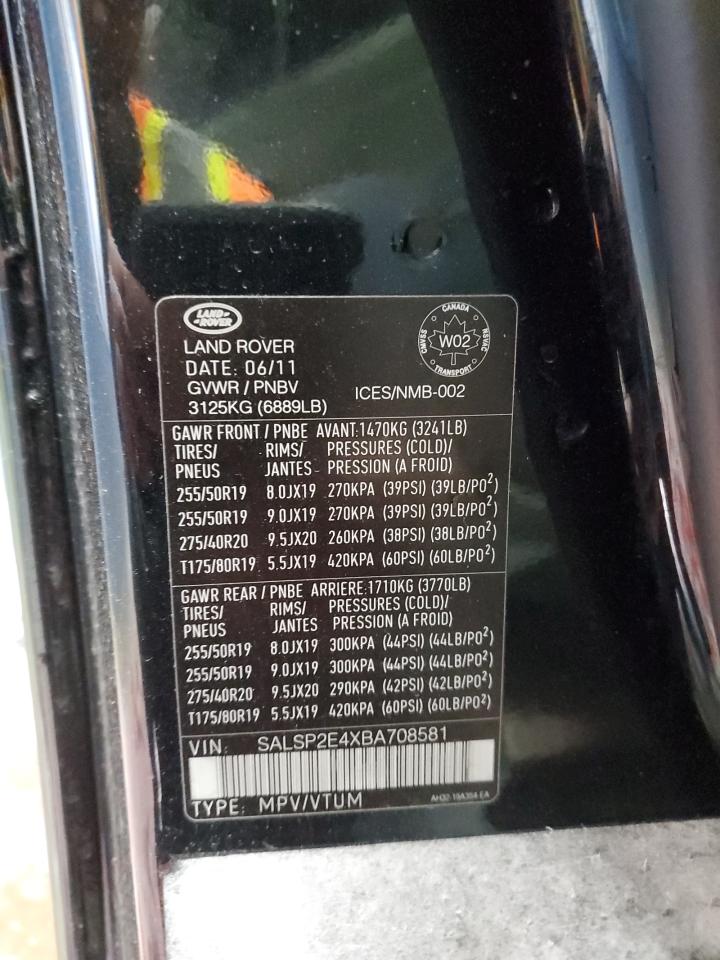 LAND-
-ROVER
LAND ROVER
DATE: 06/11
GVWR / PNBV
3125KG (6889LB)
CANADA
CMVSS
NSVAC
W02
TRANSPORT
ICES/NMB-002
GAWR FRONT / PNBE AVANT:1470KG (3241LB)
TIRES/ RIMS/ PRESSURES (COLD)/
PNEUS JANTES PRESSION (A FROID)
255/50R19 8.0JX19 270KPA (39PSI) (39LB/PO²)
255/50R19 9.0JX19 270KPA (39PSI) (39LB/PO²)
275/40R20 9.5JX20 260KPA (38PSI) (38LB/PO²)
T175/80R19 5.5JX19 420KPA (60PSI) (60LB/PO²)
GAWR REAR / PNBE ARRIERE:1710KG (3770LB)
TIRES/ RIMS/ PRESSURES (COLD)/
PNEUS JANTES PRESSION (A FROID)
255/50R19 8.0JX19 300KPA (44PSI) (44LB/PO²)
255/50R19 9.0JX19 300KPA (44PSI) (44LB/PO²)
275/40R20 9.5JX20 290KPA (42PSI) (42LB/PO²)
T175/80R19 5.5JX19 420KPA (60PSI) (60LB/PO²)
VIN: SALSP2E4XBA708581
TYPE: MPV/VTUM